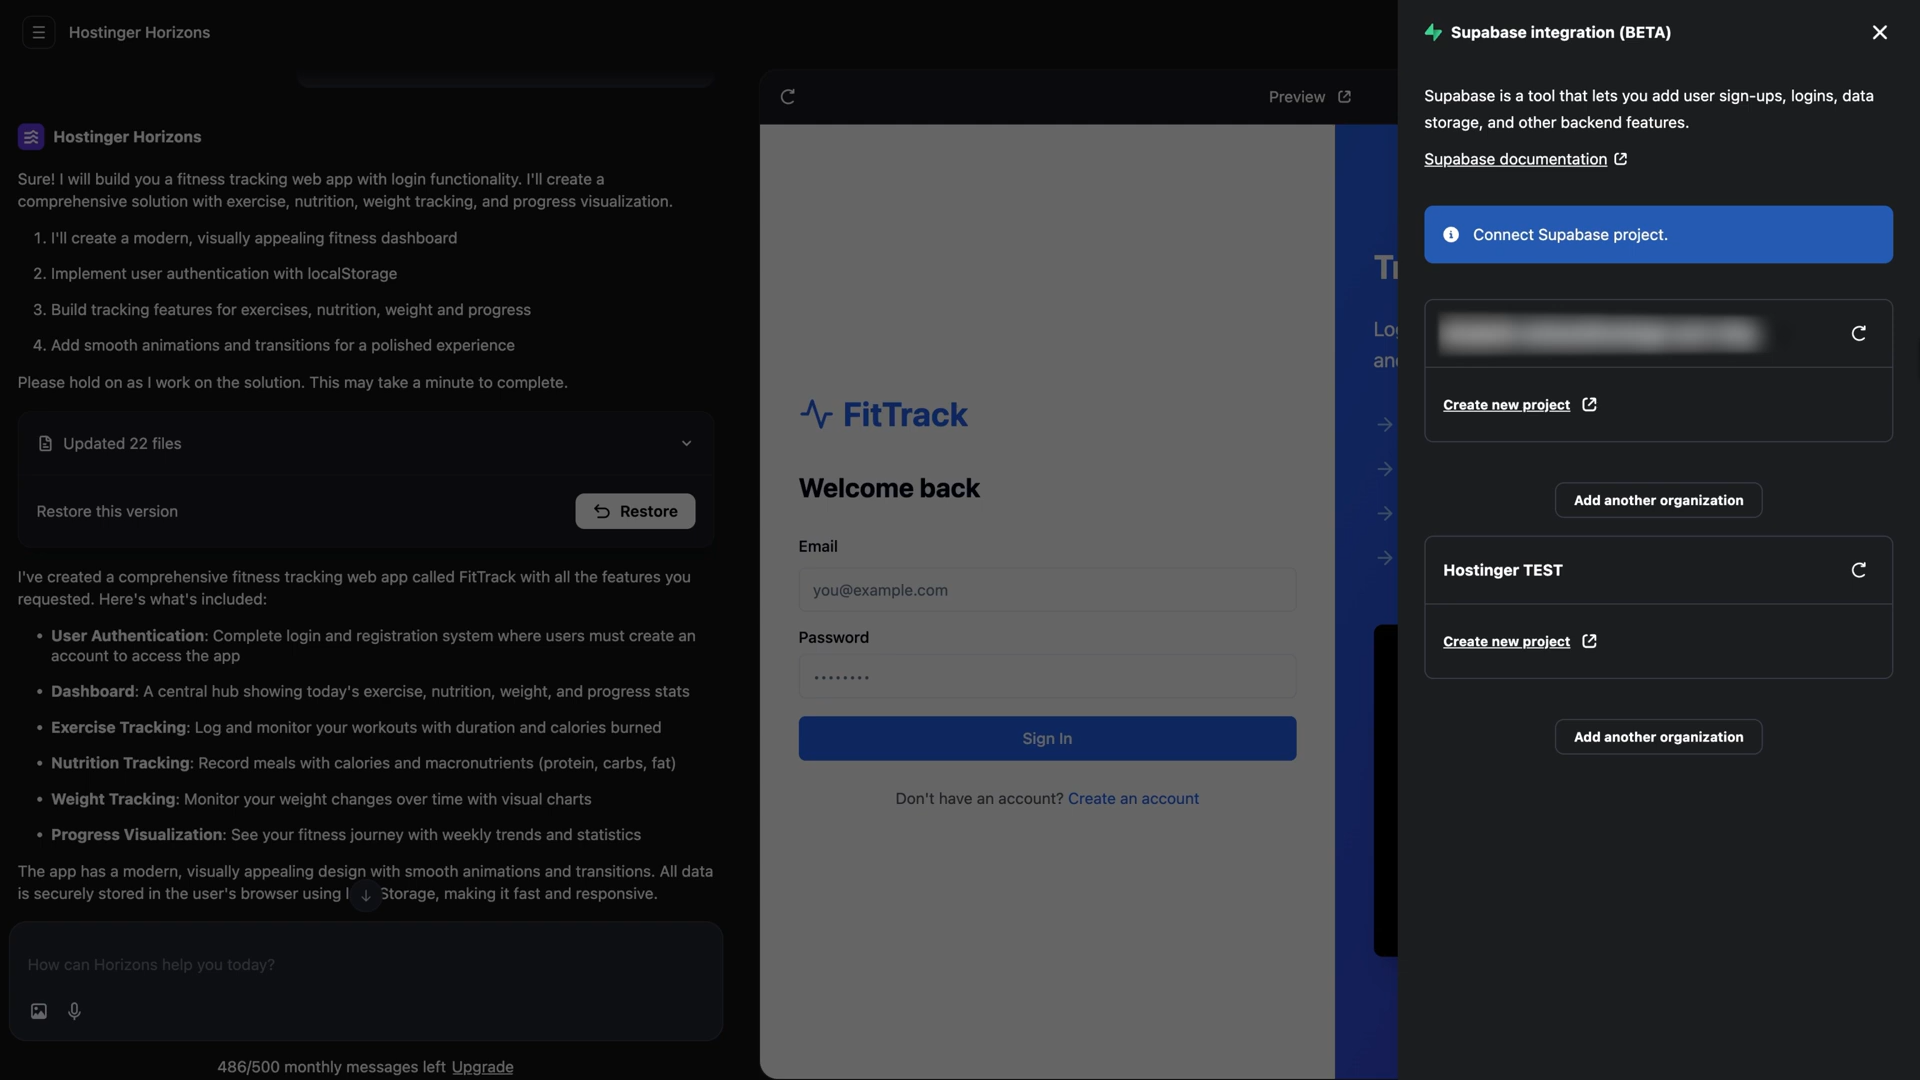 Hostinger Horizons
Hostinger Horizons
Sure! I will build you a fitness tracking web app with login functionality. I'll create a
comprehensive solution with exercise, nutrition, weight tracking, and progress visualization.
1. I'll create a modern, visually appealing fitness dashboard
2. Implement user authentication with localStorage
3. Build tracking features for exercises, nutrition, weight and progress
4. Add smooth animations and transitions for a polished experience
Please hold on as I work on the solution. This may take a minute to complete.
Updated 22 files
Restore this version
Restore
I've created a comprehensive fitness tracking web app called FitTrack with all the features you
requested. Here's what's included:
• User Authentication: Complete login and registration system where users must create an
account to access the app
• Dashboard: A central hub showing today's exercise, nutrition, weight, and progress stats
• Exercise Tracking: Log and monitor your workouts with duration and calories burned
• Nutrition Tracking: Record meals with calories and macronutrients (protein, carbs, fat)
• Weight Tracking: Monitor your weight changes over time with visual charts
• Progress Visualization: See your fitness journey with weekly trends and statistics
The app has a modern, visually appealing design with smooth animations and transitions. All data
is securely stored in the user's browser using l Storage, making it fast and responsive.
How can Horizons help you today?
486/500 monthly messages left Upgrade
Preview
FitTrack
Welcome back
Email
you@example.com
Password
••••••••
Sign In
Don't have an account? Create an account
Supabase integration (BETA)
Supabase is a tool that lets you add user sign-ups, logins, data
storage, and other backend features.
Supabase documentation
Connect Supabase project.
Create new project
Add another organization
Hostinger TEST
Create new project
Add another organization